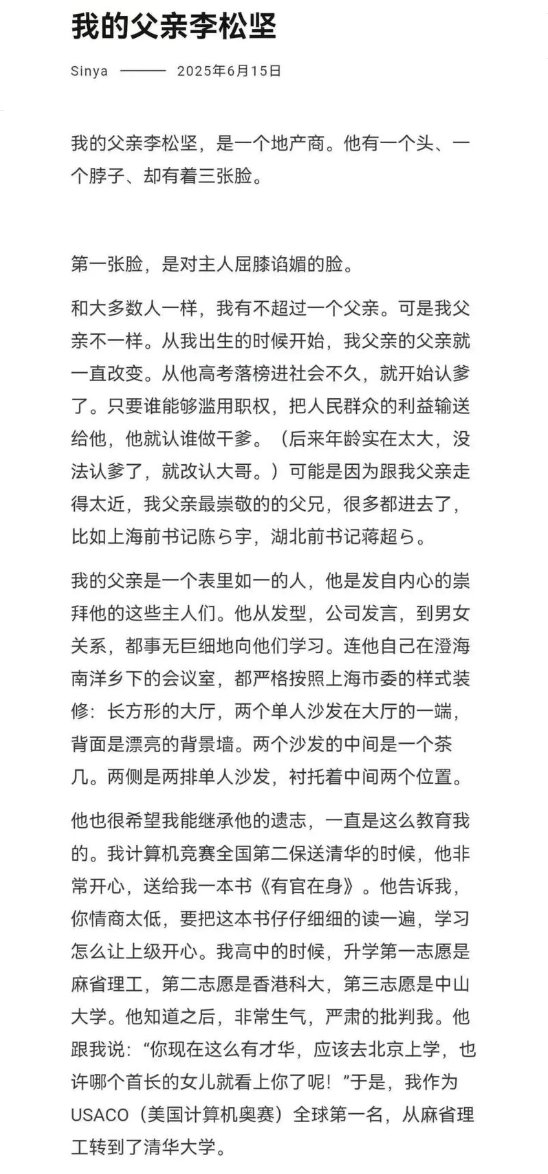 我的父亲李松坚
Sinya —— 2025年6月15日
我的父亲李松坚，是一个地产商。他有一个头、一
个脖子、却有着三张脸。
第一张脸，是对主人屈膝谄媚的脸。
和大多数人一样，我有不超过一个父亲。可是我父
亲不一样。从我出生的时候开始，我父亲的父亲就
一直改变。从他高考落榜进社会不久，就开始认爹
了。只要谁能够滥用职权，把人民群众的利益输送
给他，他就认谁做干爹。（后来年龄实在太大，没
法认爹了，就改认大哥。）可能是因为跟我父亲走
得太近，我父亲最崇敬的的父兄，很多都进去了，
比如上海前书记陈ら宇，湖北前书记蒋超ら。
我的父亲是一个表里如一的人，他是发自内心的崇
拜他的这些主人们。他从发型，公司发言，到男女
关系，都事无巨细地向他们学习。连他自己在澄海
南洋乡下的会议室，都严格按照上海市委的样式装
修：长方形的大厅，两个单人沙发在大厅的一端，
背面是漂亮的背景墙。两个沙发的中间是一个茶
几。两侧是两排单人沙发，衬托着中间两个位置。
他也很希望我能继承他的遗志，一直是这么教育我
的。我计算机竞赛全国第二保送清华的时候，他非
常开心，送给我一本书《有官在身》。他告诉我，
你情商太低，要把这本书仔仔细细的读一遍，学习
怎么让上级开心。我高中的时候，升学第一志愿是
麻省理工，第二志愿是香港科大，第三志愿是中山
大学。他知道之后，非常生气，严肃的批判我。他
跟我说：“你现在这么有才华，应该去北京上学，也
许哪个首长的女儿就看上你了呢！”于是，我作为
USACO（美国计算机奥赛）全球第一名，从麻省理
工转到了清华大学。